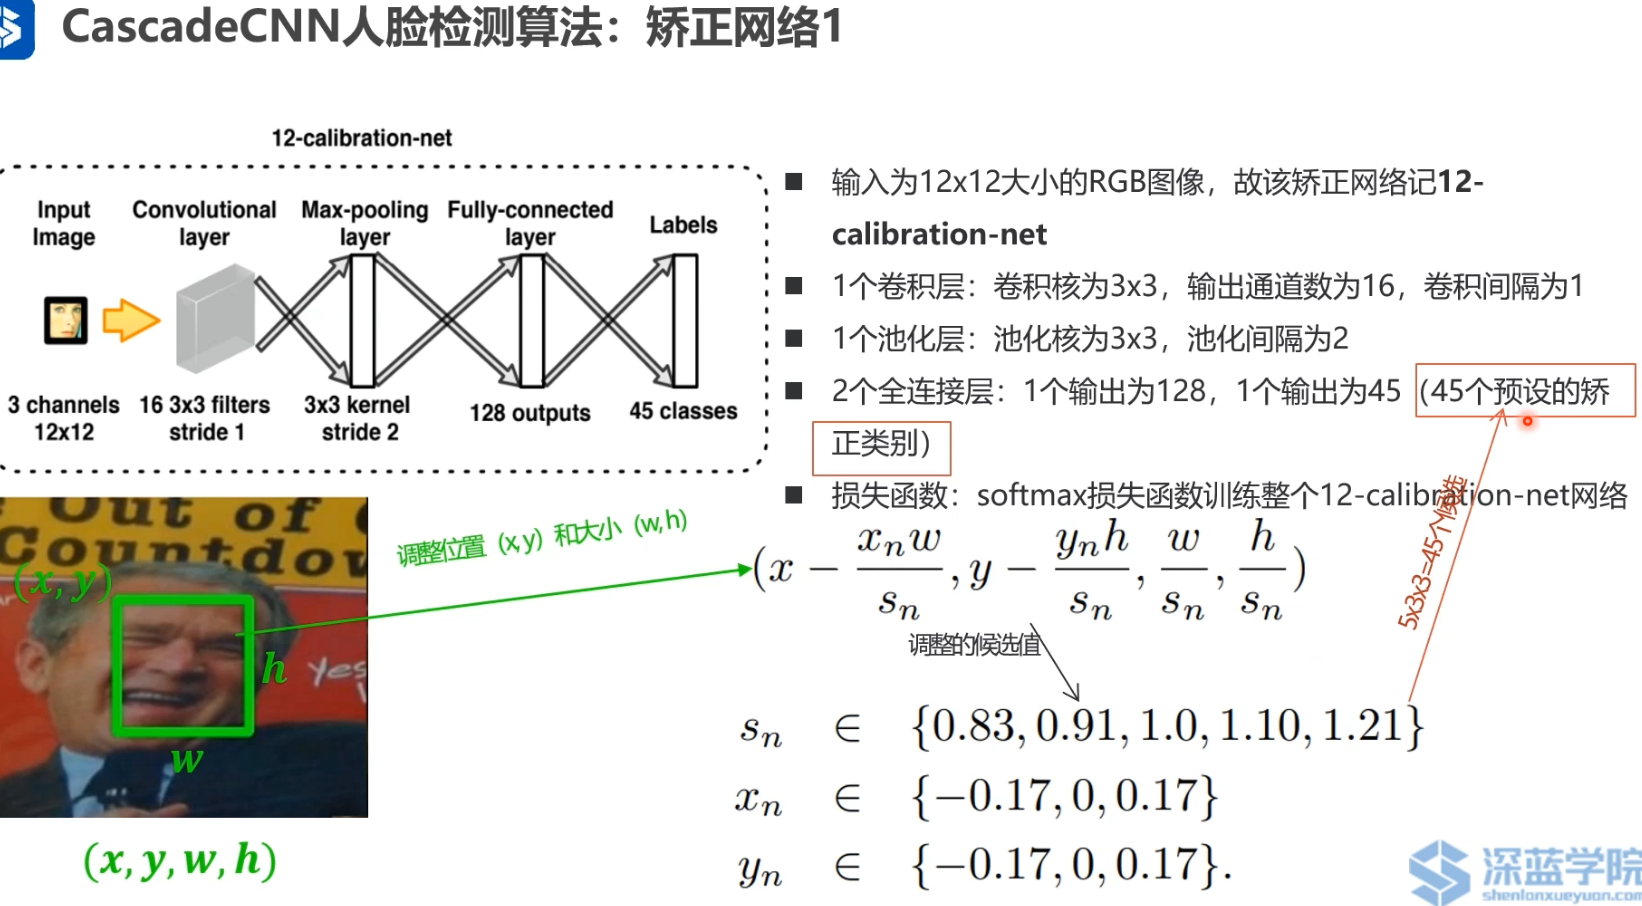 CascadeCNN人脸检测算法：矫正网络1
12-calibration-net
Input Image
Convolutional layer
Max-pooling layer
Fully-connected layer
Labels
3 channels 12x12
16 3x3 filters stride 1
3x3 kernel stride 2
128 outputs
45 classes
■ 输入为12x12大小的RGB图像，故该矫正网络记12-
calibration-net
■ 1个卷积层：卷积核为3x3，输出通道数为16，卷积间隔为1
■ 1个池化层：池化核为3x3，池化间隔为2
■ 2个全连接层：1个输出为128，1个输出为45（45个预设的矫
正类别）
■ 损失函数：softmax损失函数训练整个12-calibration-net网络
Out of
Countdow
(x, y)
h
yes
w
(x, y, w, h)
调整位置（x,y）和大小（w,h）
(x − x_n w / s_n, y − y_n h / s_n, w / s_n, h / s_n)
调整的候选值
5x3x3=45个候选
s_n ∈ {0.83, 0.91, 1.0, 1.10, 1.21}
x_n ∈ {−0.17, 0, 0.17}
y_n ∈ {−0.17, 0, 0.17}.
深蓝学院
shenlanxueyuan.com